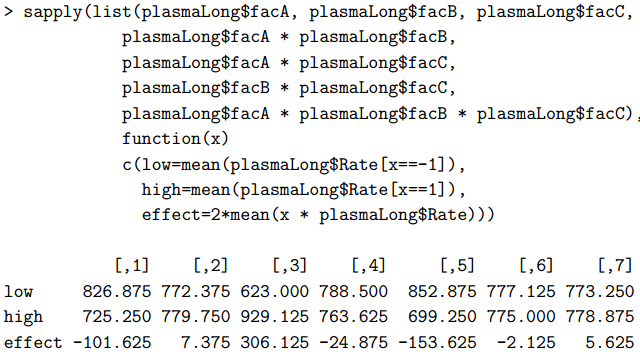 > sapply(list(plasmaLong$facA, plasmaLong$facB, plasmaLong$facC,
plasmaLong$facA * plasmaLong$facB,
plasmaLong$facA * plasmaLong$facC,
plasmaLong$facB * plasmaLong$facC,
plasmaLong$facA * plasmaLong$facB * plasmaLong$facC),
function(x)
c(low=mean(plasmaLong$Rate[x==-1]),
high=mean(plasmaLong$Rate[x==1]),
effect=2*mean(x * plasmaLong$Rate)))
[,1] [,2] [,3] [,4] [,5] [,6] [,7]
low 826.875 772.375 623.000 788.500 852.875 777.125 773.250
high 725.250 779.750 929.125 763.625 699.250 775.000 778.875
effect -101.625 7.375 306.125 -24.875 -153.625 -2.125 5.625